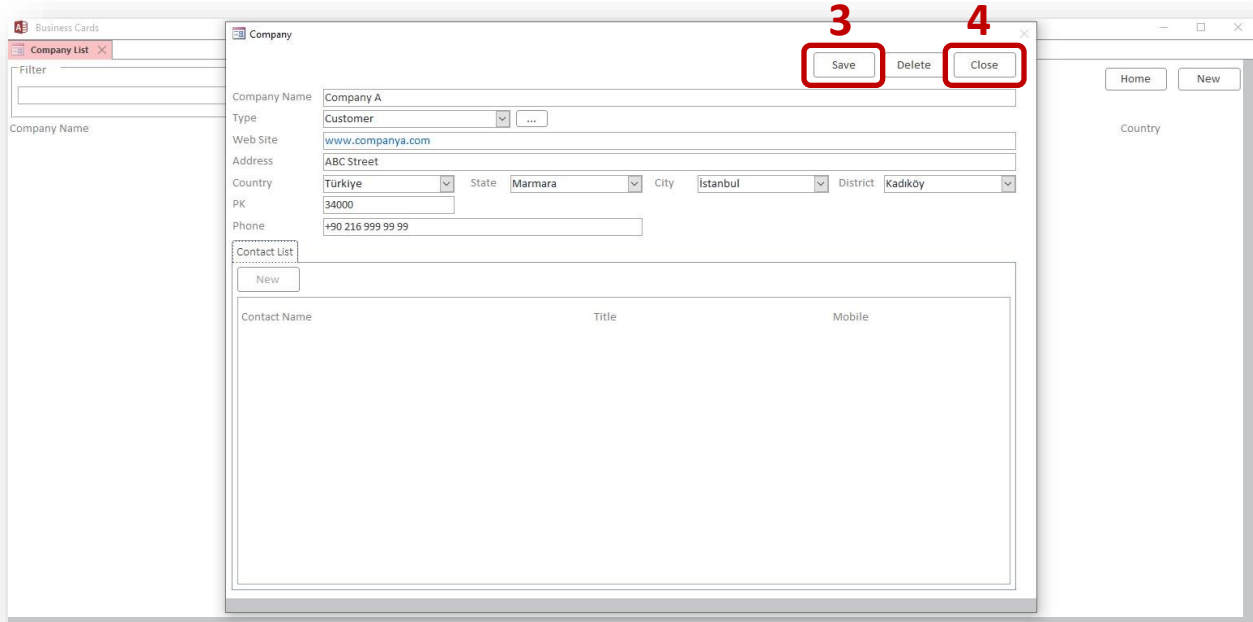 3 4
Business Cards
Company
Company List
Save Delete Close
Filter
Home New
Company Name Company A
Type Customer ...
Company Name Country
Web Site www.companya.com
Address ABC Street
Country Türkiye State Marmara City İstanbul District Kadıköy
PK 34000
Phone +90 216 999 99 99
Contact List
New
Contact Name Title Mobile